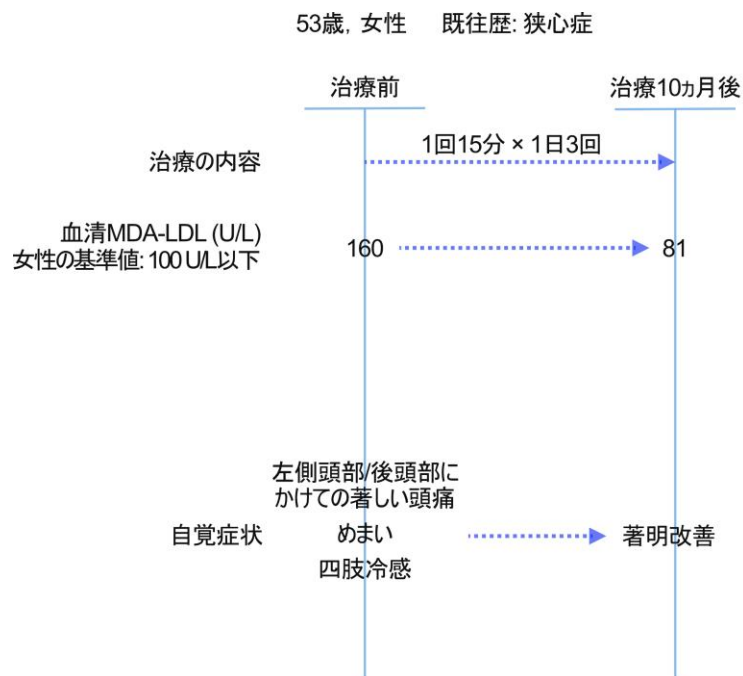 53歳, 女性 既往歴: 狭心症
治療前 治療10ヵ月後
治療の内容 1回15分 × 1日3回
血清MDA-LDL (U/L)
女性の基準値: 100 U/L以下
160 81
左側頭部/後頭部に
かけての著しい頭痛
自覚症状 めまい 著明改善
四肢冷感